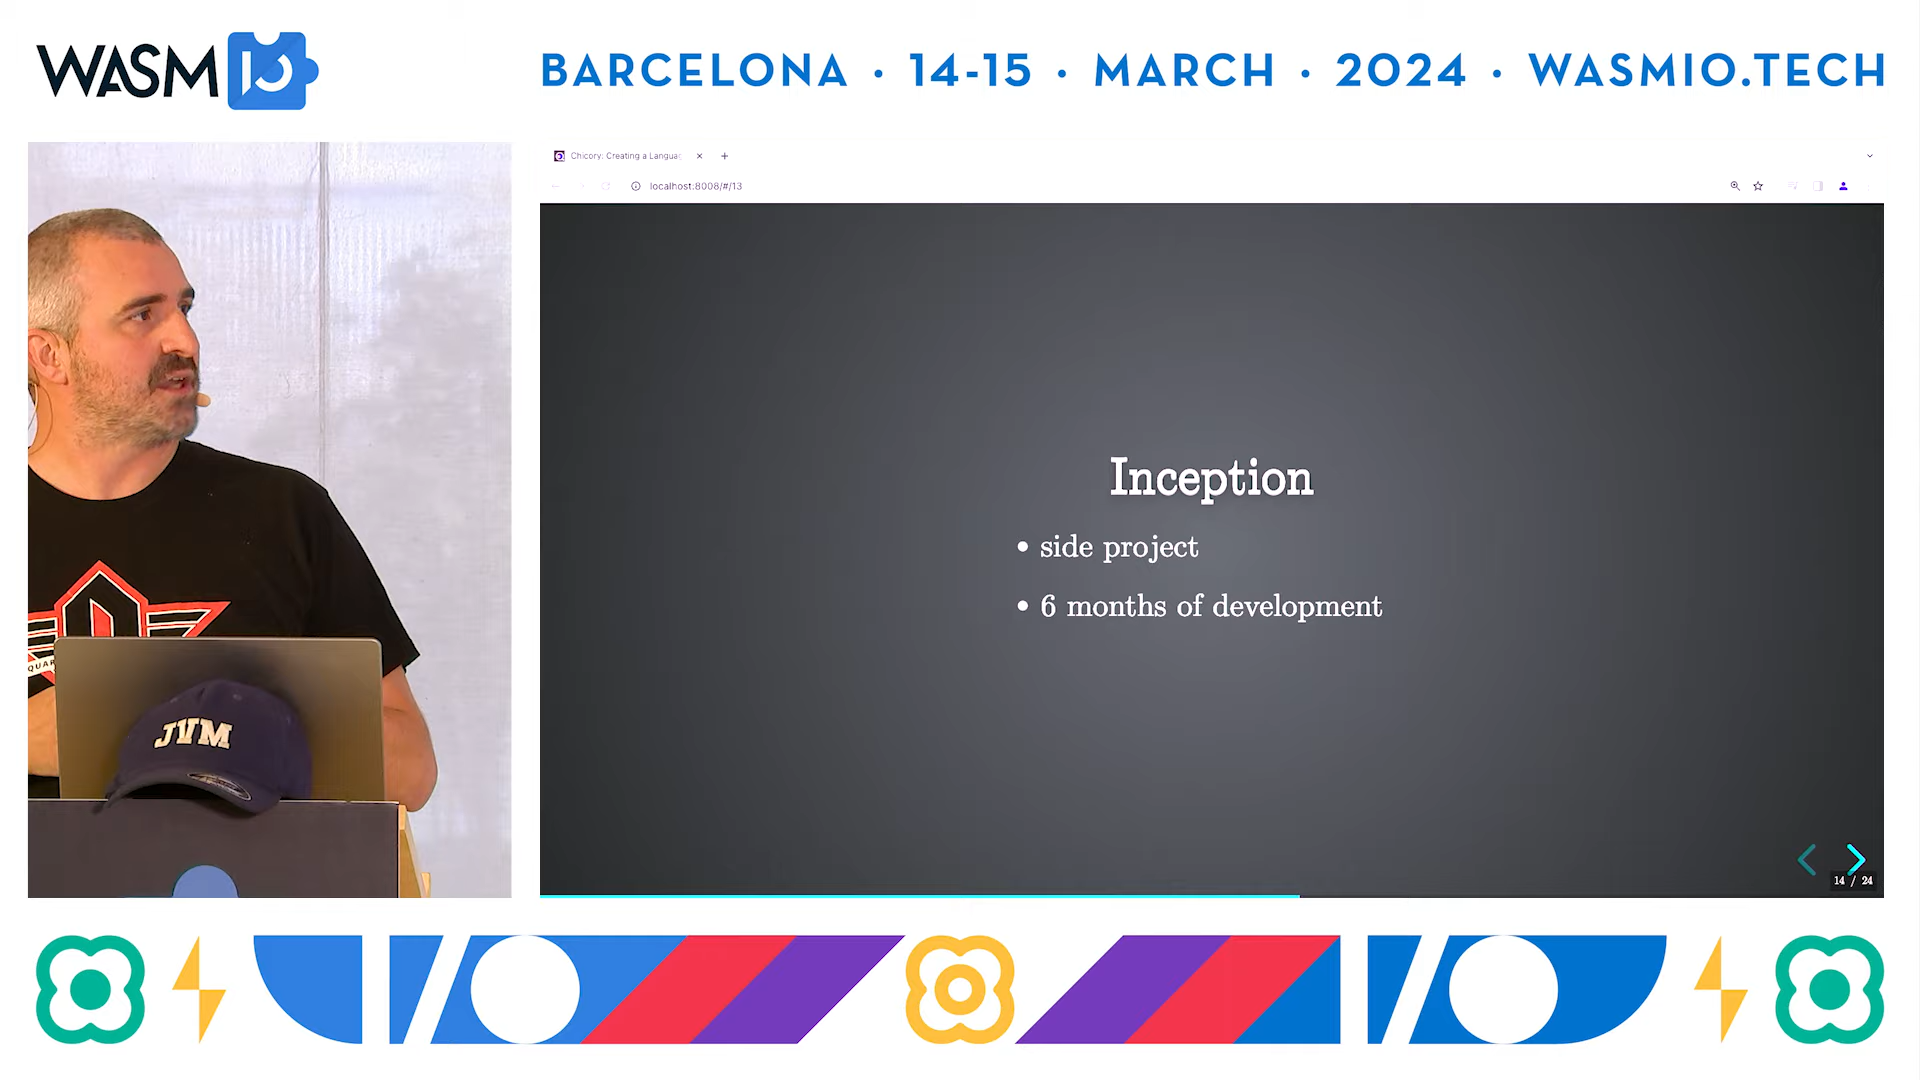 WASM IO
BARCELONA · 14-15 · MARCH · 2024 · WASMIO.TECH
Chicory: Creating a Langua
localhost:8008/#/13
Inception
• side project
• 6 months of development
QUAR
JVM
14 / 24